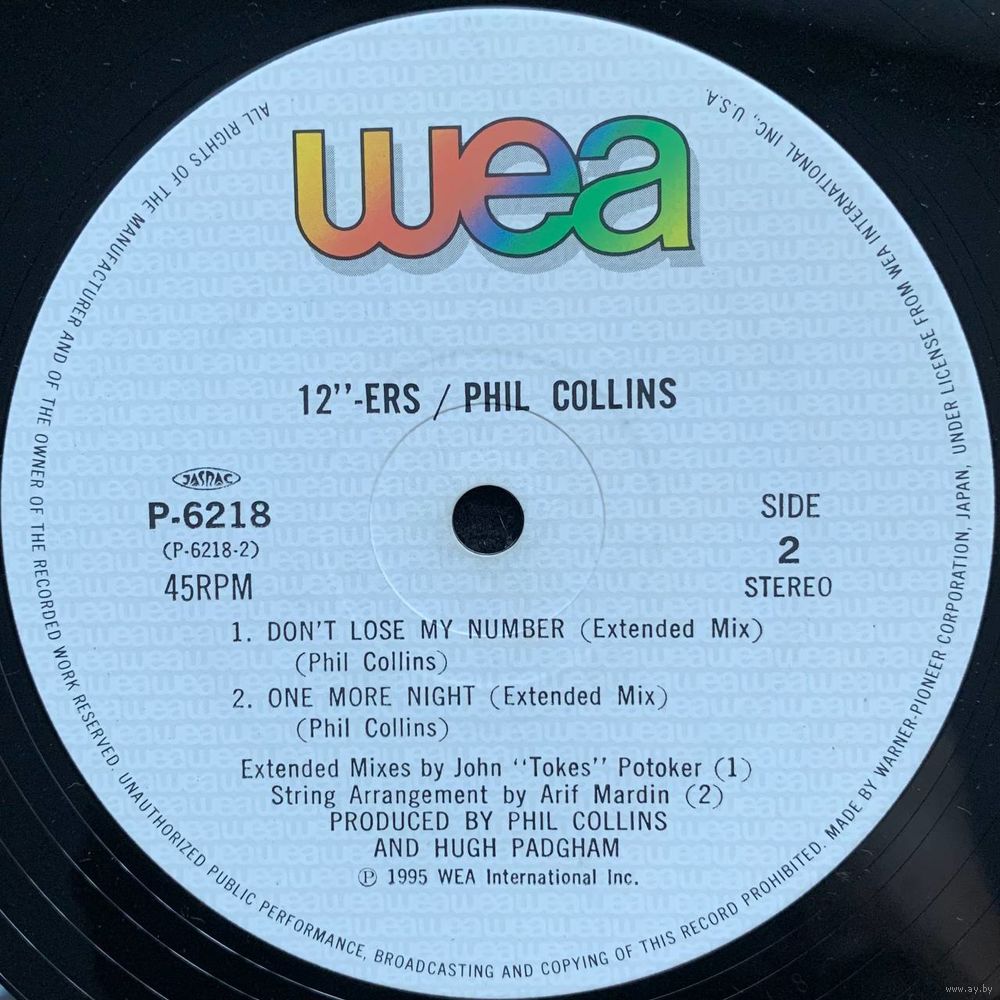 wea
12''-ERS / PHIL COLLINS
JASRAC
P-6218
(P-6218-2)
45RPM
SIDE
2
STEREO
1. DON'T LOSE MY NUMBER (Extended Mix)
(Phil Collins)
2. ONE MORE NIGHT (Extended Mix)
(Phil Collins)
Extended Mixes by John ''Tokes'' Potoker (1)
String Arrangement by Arif Mardin (2)
PRODUCED BY PHIL COLLINS
AND HUGH PADGHAM
Ⓟ 1995 WEA International Inc.
ALL RIGHTS OF THE MANUFACTURER AND OF THE OWNER OF THE RECORDED WORK RESERVED. UNAUTHORIZED PUBLIC PERFORMANCE, BROADCASTING AND COPYING OF THIS RECORD PROHIBITED. MADE BY WARNER-PIONEER CORPORATION, JAPAN, UNDER LICENSE FROM WEA INTERNATIONAL INC., U.S.A.
www.ay.by